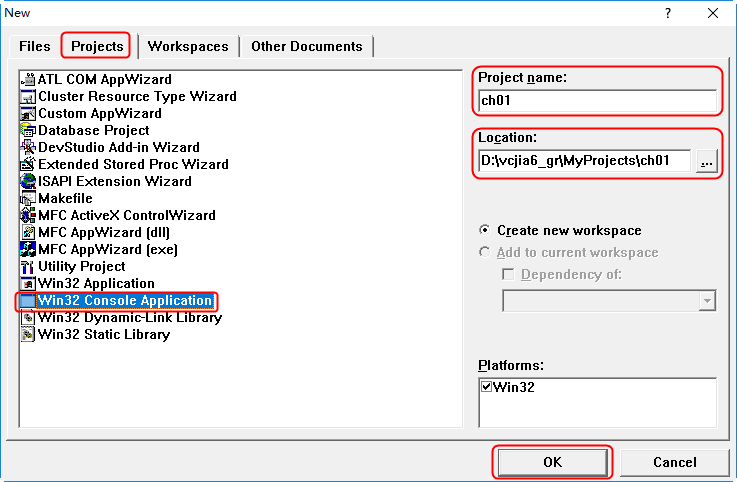 New
Files
Projects
Workspaces
Other Documents
ATL COM AppWizard
Cluster Resource Type Wizard
Custom AppWizard
Database Project
DevStudio Add-in Wizard
Extended Stored Proc Wizard
ISAPI Extension Wizard
Makefile
MFC ActiveX ControlWizard
MFC AppWizard (dll)
MFC AppWizard (exe)
Utility Project
Win32 Application
Win32 Console Application
Win32 Dynamic-Link Library
Win32 Static Library
Project name:
ch01
Location:
D:\vcjia6_gr\MyProjects\ch01
...
Create new workspace
Add to current workspace
Dependency of:
Platforms:
Win32
OK
Cancel